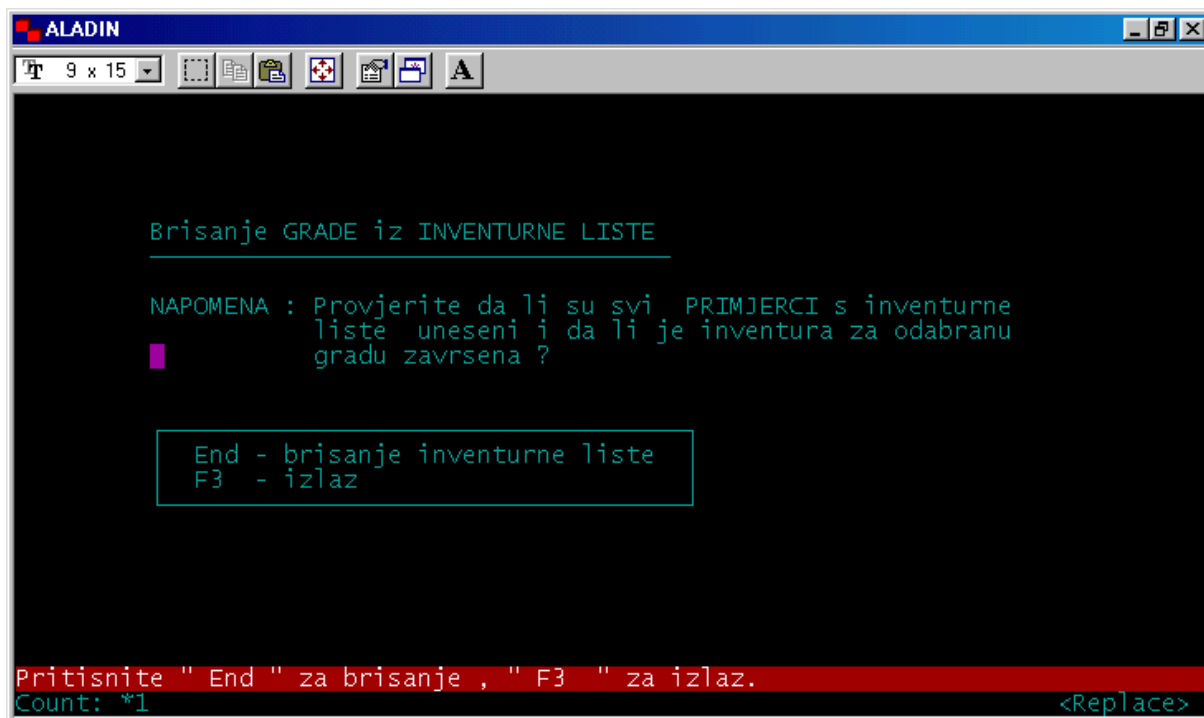 ALADIN
9 x 15
A
Brisanje GRADE iz INVENTURNE LISTE
NAPOMENA : Provjerite da li su svi  PRIMJERCI s inventurne
liste  uneseni i da li je inventura za odabranu
gradu zavrsena ?
End - brisanje inventurne liste
F3  - izlaz
Pritisnite " End " za brisanje , " F3  " za izlaz.
Count: *1 <Replace>